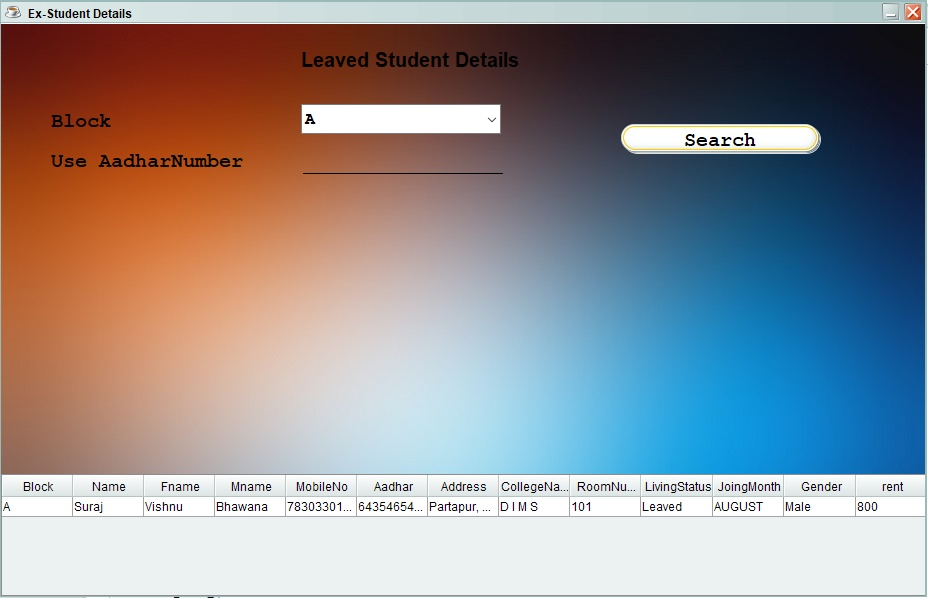 Ex-Student Details
Leaved Student Details
Block
A
Search
Use AadharNumber
Block Name Fname Mname MobileNo Aadhar Address CollegeNa... RoomNu... LivingStatus JoingMonth Gender rent
A Suraj Vishnu Bhawana 78303301... 64354654... Partapur, ... D I M S 101 Leaved AUGUST Male 800